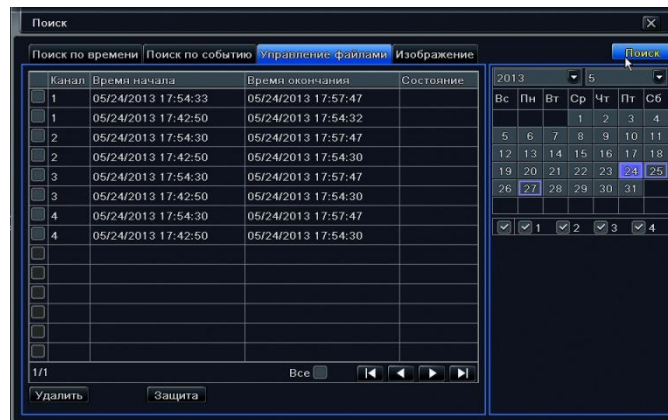 Поиск
Поиск по времени Поиск по событию Управление файлами Изображение Поиск
Канал Время начала Время окончания Состояние
1 05/24/2013 17:54:33 05/24/2013 17:57:47
1 05/24/2013 17:42:50 05/24/2013 17:54:32
2 05/24/2013 17:54:30 05/24/2013 17:57:47
2 05/24/2013 17:42:50 05/24/2013 17:54:30
3 05/24/2013 17:54:30 05/24/2013 17:57:47
3 05/24/2013 17:42:50 05/24/2013 17:54:30
4 05/24/2013 17:54:30 05/24/2013 17:57:47
4 05/24/2013 17:42:50 05/24/2013 17:54:30
1/1 Все
Удалить Защита
2013 5
Вс Пн Вт Ср Чт Пт Сб
1 2 3 4
5 6 7 8 9 10 11
12 13 14 15 16 17 18
19 20 21 22 23 24 25
26 27 28 29 30 31
1 2 3 4